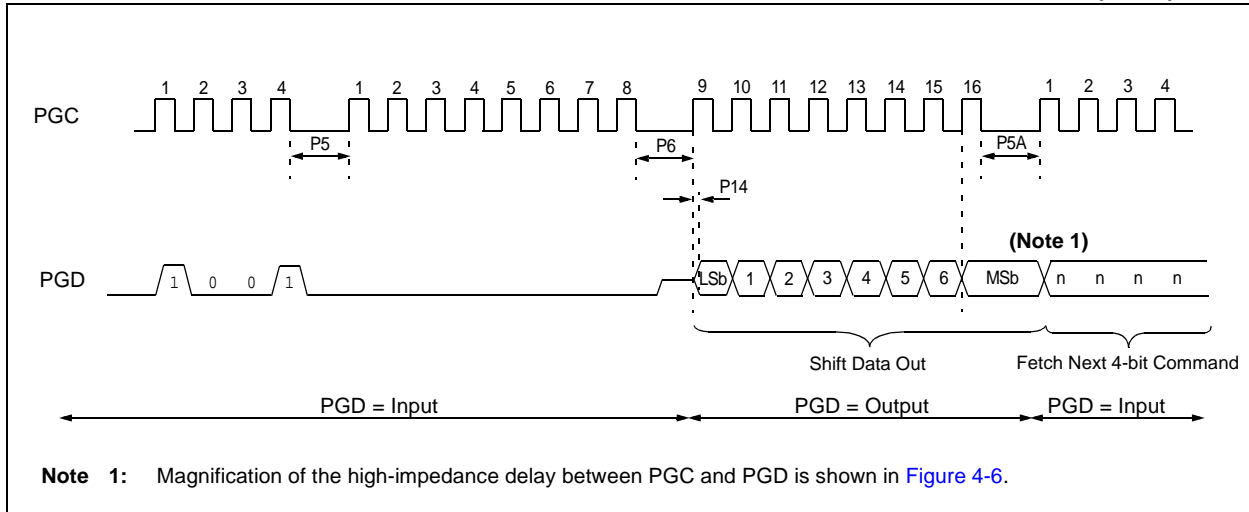 1 2 3 4 1 2 3 4 5 6 7 8 9 10 11 12 13 14 15 16 1 2 3 4
PGC
P5 P6 P5A
P14
(Note 1)
PGD 1 0 0 1 LSb 1 2 3 4 5 6 MSb n n n n
Shift Data Out Fetch Next 4-bit Command
PGD = Input PGD = Output PGD = Input
Note 1: Magnification of the high-impedance delay between PGC and PGD is shown in Figure 4-6.